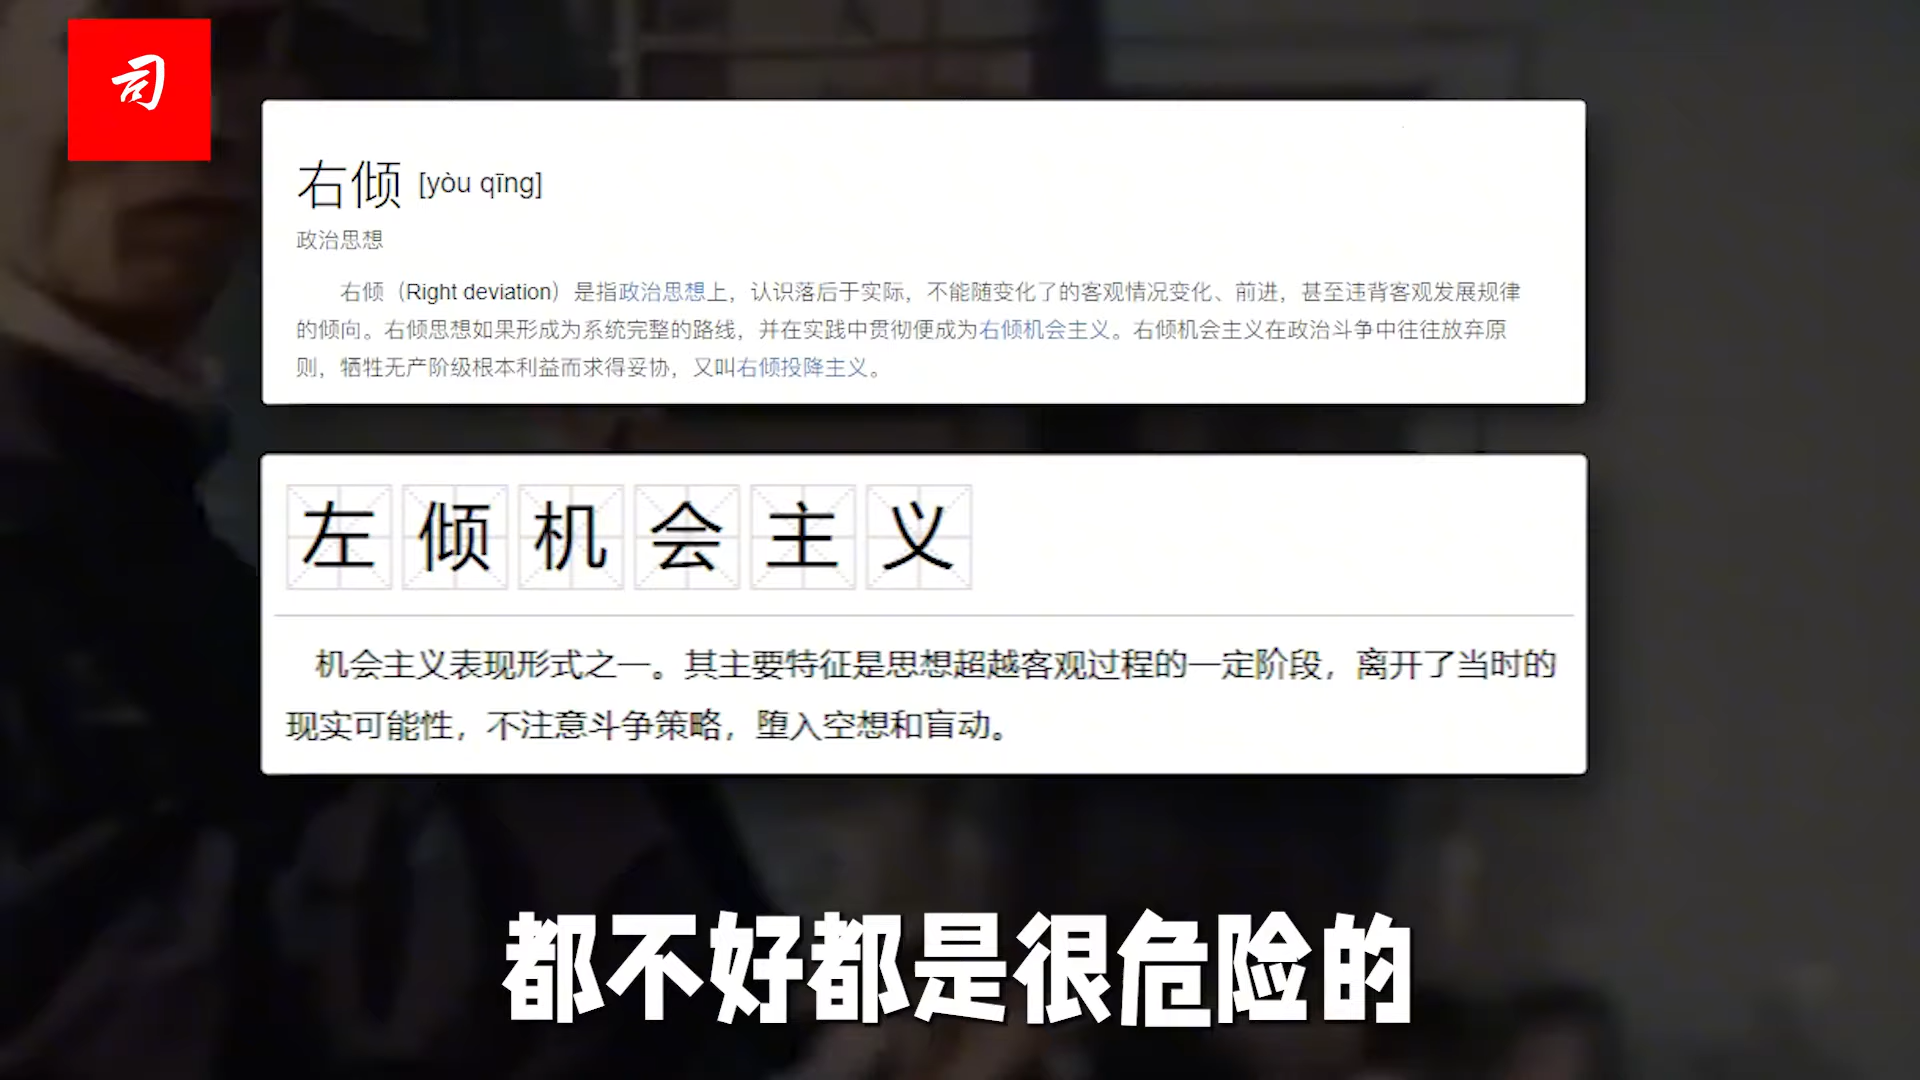 司
右倾 [yòu qīng]
政治思想
右倾（Right deviation）是指政治思想上，认识落后于实际，不能随变化了的客观情况变化、前进，甚至违背客观发展规律
的倾向。右倾思想如果形成为系统完整的路线，并在实践中贯彻便成为右倾机会主义。右倾机会主义在政治斗争中往往放弃原
则，牺牲无产阶级根本利益而求得妥协，又叫右倾投降主义。
左倾机会主义
机会主义表现形式之一。其主要特征是思想超越客观过程的一定阶段，离开了当时的
现实可能性，不注意斗争策略，堕入空想和盲动。
都不好都是很危险的